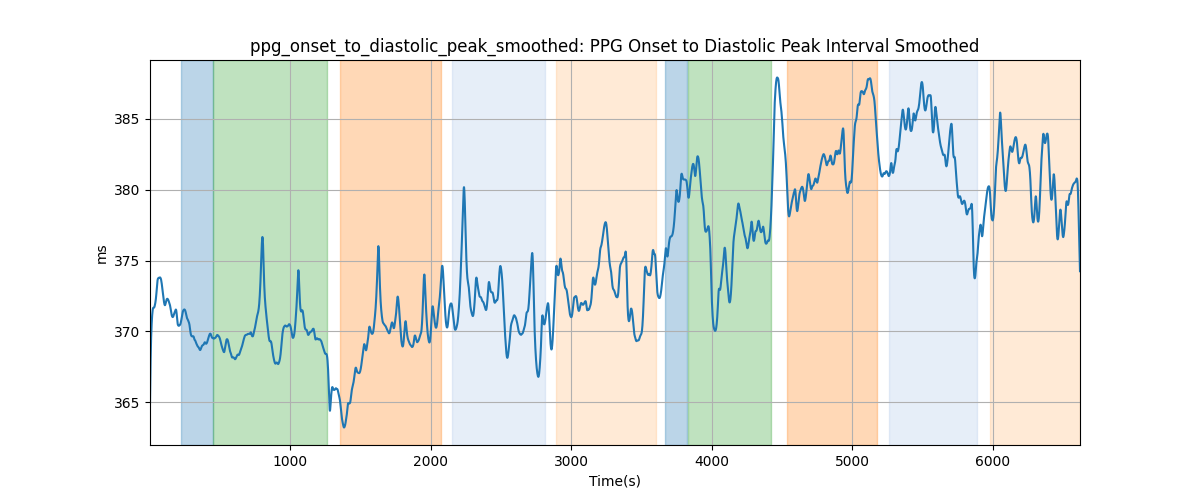 ppg_onset_to_diastolic_peak_smoothed: PPG Onset to Diastolic Peak Interval Smoothed
385
380
375
370
365
ms
1000 2000 3000 4000 5000 6000
Time(s)